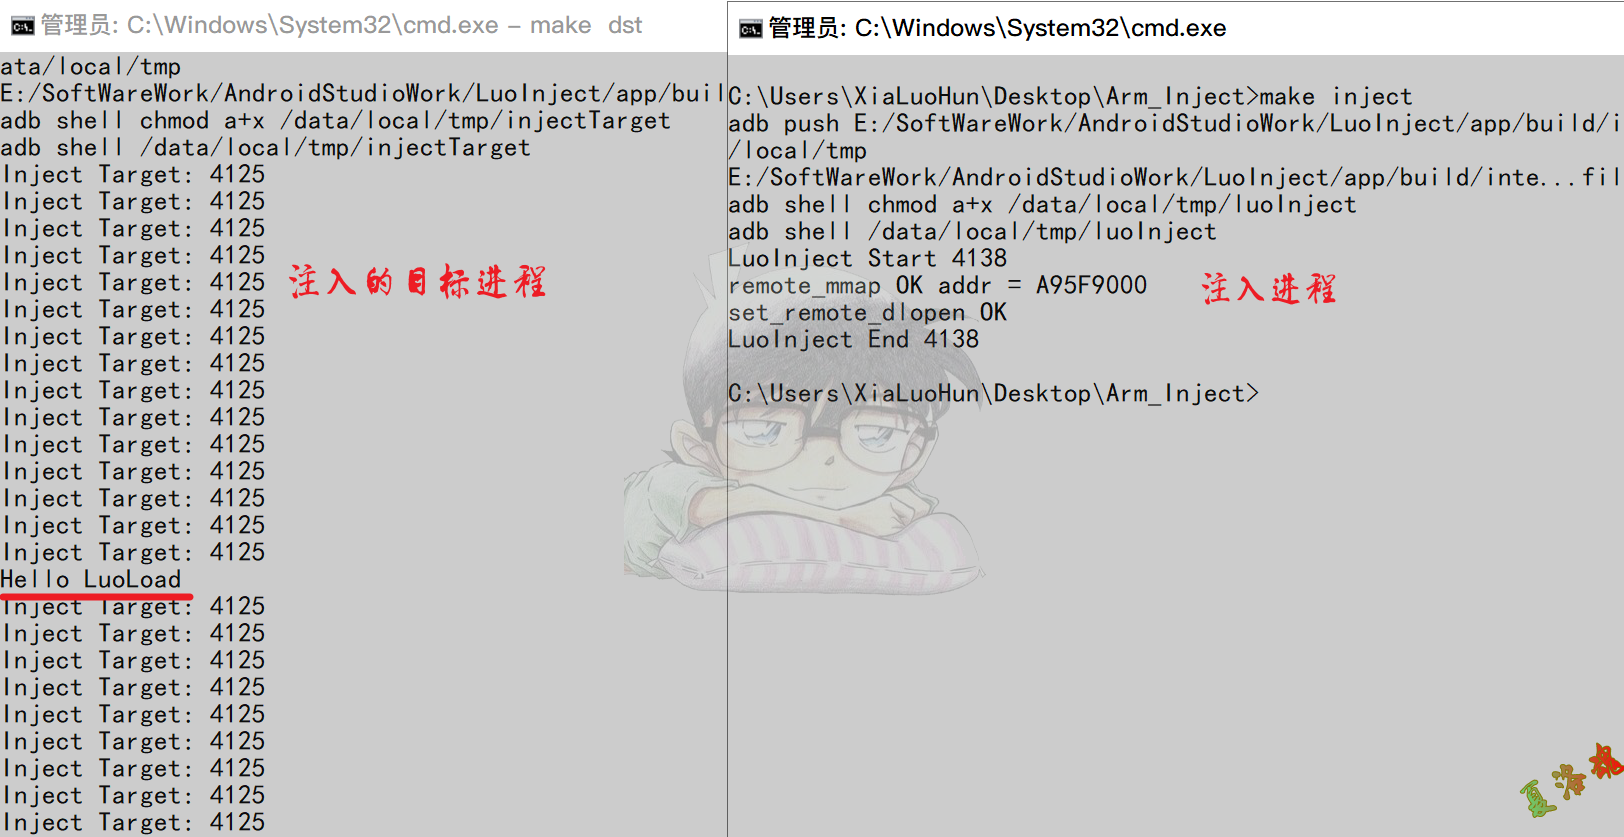 管理员: C:\Windows\System32\cmd.exe - make  dst
ata/local/tmp
E:/SoftWareWork/AndroidStudioWork/LuoInject/app/buil
adb shell chmod a+x /data/local/tmp/injectTarget
adb shell /data/local/tmp/injectTarget
Inject Target: 4125
Inject Target: 4125
Inject Target: 4125
Inject Target: 4125
Inject Target: 4125
注入的目标进程
Inject Target: 4125
Inject Target: 4125
Inject Target: 4125
Inject Target: 4125
Inject Target: 4125
Inject Target: 4125
Inject Target: 4125
Inject Target: 4125
Inject Target: 4125
Inject Target: 4125
Hello LuoLoad
Inject Target: 4125
Inject Target: 4125
Inject Target: 4125
Inject Target: 4125
Inject Target: 4125
Inject Target: 4125
Inject Target: 4125
Inject Target: 4125
Inject Target: 4125
管理员: C:\Windows\System32\cmd.exe
C:\Users\XiaLuoHun\Desktop\Arm_Inject>make inject
adb push E:/SoftWareWork/AndroidStudioWork/LuoInject/app/build/i
/local/tmp
E:/SoftWareWork/AndroidStudioWork/LuoInject/app/build/inte...fil
adb shell chmod a+x /data/local/tmp/luoInject
adb shell /data/local/tmp/luoInject
LuoInject Start 4138
remote_mmap OK addr = A95F9000
注入进程
set_remote_dlopen OK
LuoInject End 4138
C:\Users\XiaLuoHun\Desktop\Arm_Inject>
夏洛魂